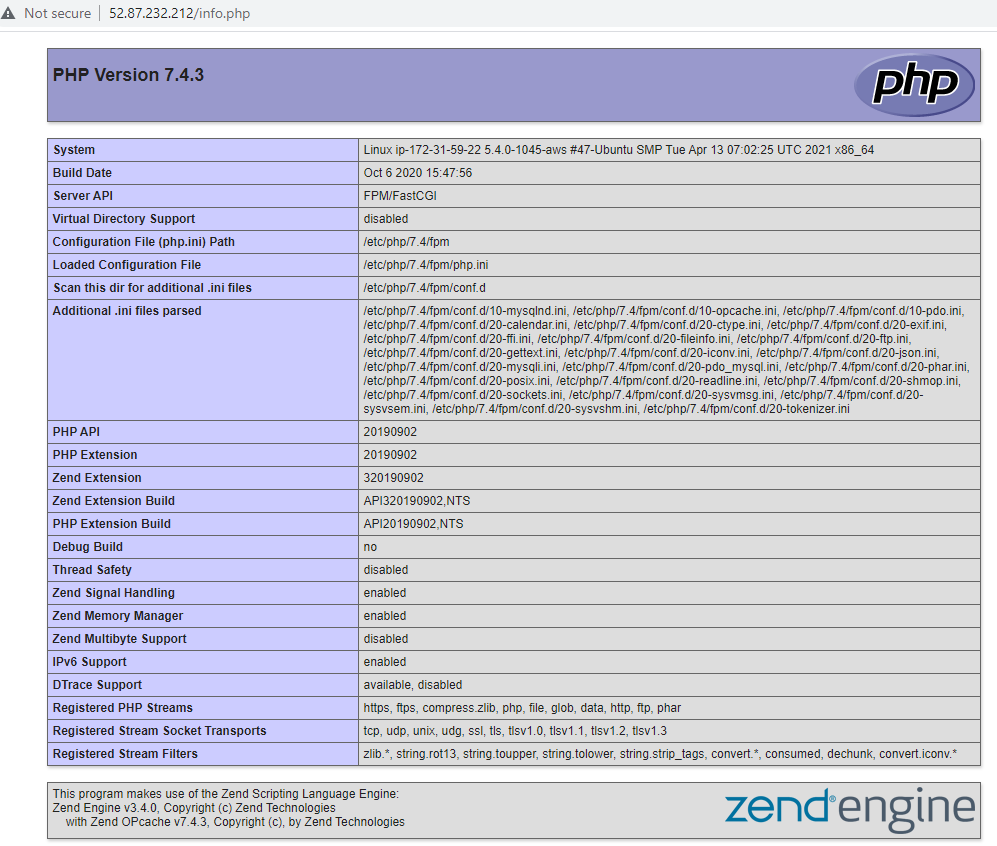 Not secure | 52.87.232.212/info.php
PHP Version 7.4.3
php
System Linux ip-172-31-59-22 5.4.0-1045-aws #47-Ubuntu SMP Tue Apr 13 07:02:25 UTC 2021 x86_64
Build Date Oct 6 2020 15:47:56
Server API FPM/FastCGI
Virtual Directory Support disabled
Configuration File (php.ini) Path /etc/php/7.4/fpm
Loaded Configuration File /etc/php/7.4/fpm/php.ini
Scan this dir for additional .ini files /etc/php/7.4/fpm/conf.d
Additional .ini files parsed /etc/php/7.4/fpm/conf.d/10-mysqlnd.ini, /etc/php/7.4/fpm/conf.d/10-opcache.ini, /etc/php/7.4/fpm/conf.d/10-pdo.ini,
/etc/php/7.4/fpm/conf.d/20-calendar.ini, /etc/php/7.4/fpm/conf.d/20-ctype.ini, /etc/php/7.4/fpm/conf.d/20-exif.ini,
/etc/php/7.4/fpm/conf.d/20-ffi.ini, /etc/php/7.4/fpm/conf.d/20-fileinfo.ini, /etc/php/7.4/fpm/conf.d/20-ftp.ini,
/etc/php/7.4/fpm/conf.d/20-gettext.ini, /etc/php/7.4/fpm/conf.d/20-iconv.ini, /etc/php/7.4/fpm/conf.d/20-json.ini,
/etc/php/7.4/fpm/conf.d/20-mysqli.ini, /etc/php/7.4/fpm/conf.d/20-pdo_mysql.ini, /etc/php/7.4/fpm/conf.d/20-phar.ini,
/etc/php/7.4/fpm/conf.d/20-posix.ini, /etc/php/7.4/fpm/conf.d/20-readline.ini, /etc/php/7.4/fpm/conf.d/20-shmop.ini,
/etc/php/7.4/fpm/conf.d/20-sockets.ini, /etc/php/7.4/fpm/conf.d/20-sysvmsg.ini, /etc/php/7.4/fpm/conf.d/20-
sysvsem.ini, /etc/php/7.4/fpm/conf.d/20-sysvshm.ini, /etc/php/7.4/fpm/conf.d/20-tokenizer.ini
PHP API 20190902
PHP Extension 20190902
Zend Extension 320190902
Zend Extension Build API320190902,NTS
PHP Extension Build API20190902,NTS
Debug Build no
Thread Safety disabled
Zend Signal Handling enabled
Zend Memory Manager enabled
Zend Multibyte Support disabled
IPv6 Support enabled
DTrace Support available, disabled
Registered PHP Streams https, ftps, compress.zlib, php, file, glob, data, http, ftp, phar
Registered Stream Socket Transports tcp, udp, unix, udg, ssl, tls, tlsv1.0, tlsv1.1, tlsv1.2, tlsv1.3
Registered Stream Filters zlib.*, string.rot13, string.toupper, string.tolower, string.strip_tags, convert.*, consumed, dechunk, convert.iconv.*
This program makes use of the Zend Scripting Language Engine:
Zend Engine v3.4.0, Copyright (c) Zend Technologies
with Zend OPcache v7.4.3, Copyright (c), by Zend Technologies
zend® engine